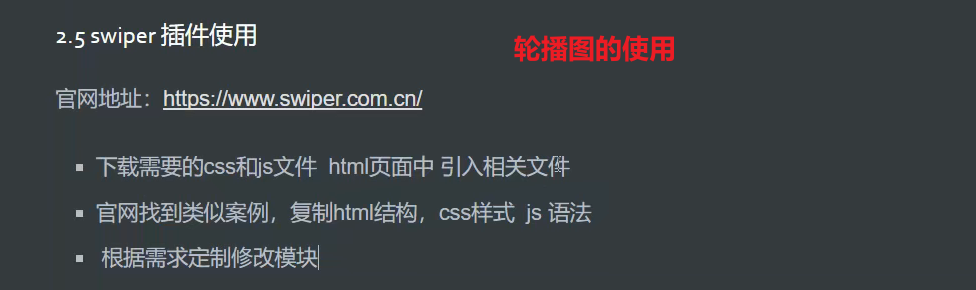 2.5 swiper 插件使用
轮播图的使用
官网地址：https://www.swiper.com.cn/
下载需要的css和js文件 html页面中 引入相关文件
官网找到类似案例，复制html结构，css样式 js 语法
根据需求定制修改模块